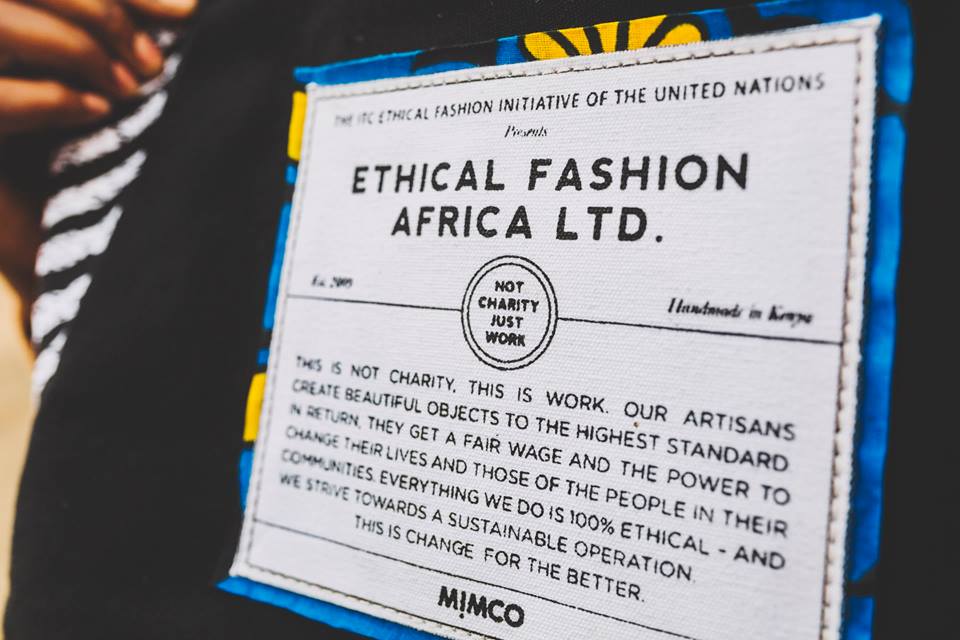 THE ITC ETHICAL FASHION INITIATIVE OF THE UNITED NATIONS
Presents
ETHICAL FASHION
AFRICA LTD.
Est. 2009
Handmade in Kenya
NOT
CHARITY
JUST
WORK
THIS IS NOT CHARITY, THIS IS WORK. OUR ARTISANS
CREATE BEAUTIFUL OBJECTS TO THE HIGHEST STANDARD
IN RETURN, THEY GET A FAIR WAGE AND THE POWER TO
CHANGE THEIR LIVES AND THOSE OF THE PEOPLE IN THEIR
COMMUNITIES. EVERYTHING WE DO IS 100% ETHICAL - AND
WE STRIVE TOWARDS A SUSTAINABLE OPERATION.
THIS IS CHANGE FOR THE BETTER.
MIMCO